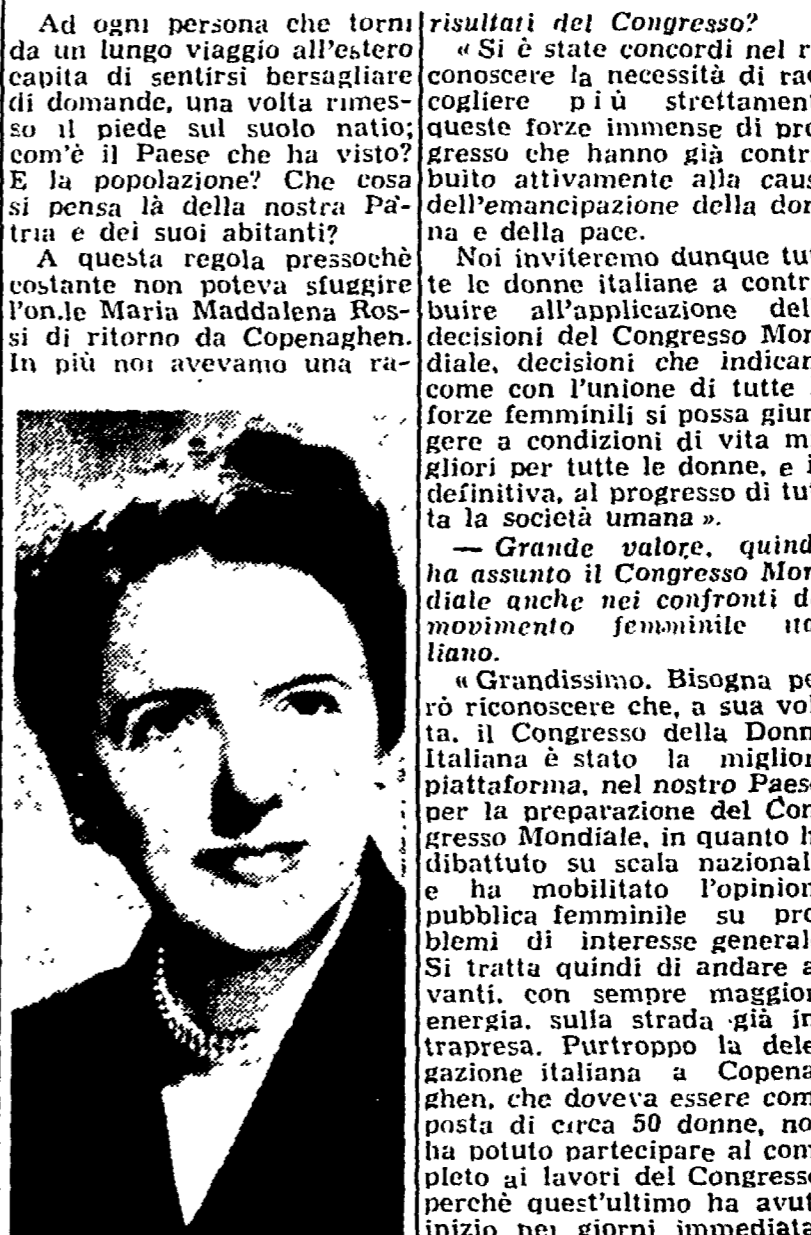 Ad ogni persona che torni
da un lungo viaggio all'estero
capita di sentirsi bersagliare
di domande, una volta rimes-
so il piede sul suolo natio;
com'è il Paese che ha visto?
E la popolazione? Che cosa
si pensa là della nostra Pa-
tria e dei suoi abitanti?
A questa regola pressochè
costante non poteva sfuggire
l'on.le Maria Maddalena Ros-
si di ritorno da Copenaghen.
In più noi avevamo una ra-
risultati del Congresso?
« Si è state concordi nel r
conoscere la necessità di rac
cogliere più strettament
queste forze immense di pro
gresso che hanno già contr
buito attivamente alla caus
dell'emancipazione della don
na e della pace.
Noi inviteremo dunque tut
te le donne italiane a contr
buire all'applicazione del
decisioni del Congresso Mon
diale, decisioni che indican
come con l'unione di tutte
forze femminili si possa giun
gere a condizioni di vita m
gliori per tutte le donne, e i
definitiva, al progresso di tut
ta la società umana ».
— Grande valore, quind
ha assunto il Congresso Mon
diale anche nei confronti d
movimento femminile ita
liano.
« Grandissimo. Bisogna pe
rò riconoscere che, a sua vol
ta, il Congresso della Donn
Italiana è stato la miglior
piattaforma, nel nostro Paes
per la preparazione del Con
gresso Mondiale, in quanto h
dibattuto su scala nazional
e ha mobilitato l'opinion
pubblica femminile su pro
blemi di interesse general
Si tratta quindi di andare a
vanti, con sempre maggior
energia, sulla strada già in
trapresa. Purtroppo la dele
gazione italiana a Copena
ghen, che doveva essere com
posta di circa 50 donne, no
ha potuto partecipare al com
pleto ai lavori del Congresso
perchè quest'ultimo ha avut
inizio nei giorni immediata